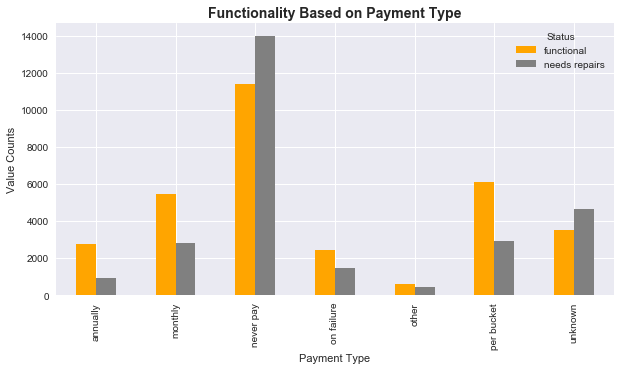 Functionality Based on Payment Type
Status
functional
needs repairs
Value Counts
14000
12000
10000
8000
6000
4000
2000
0
annually
monthly
never pay
on failure
other
per bucket
unknown
Payment Type